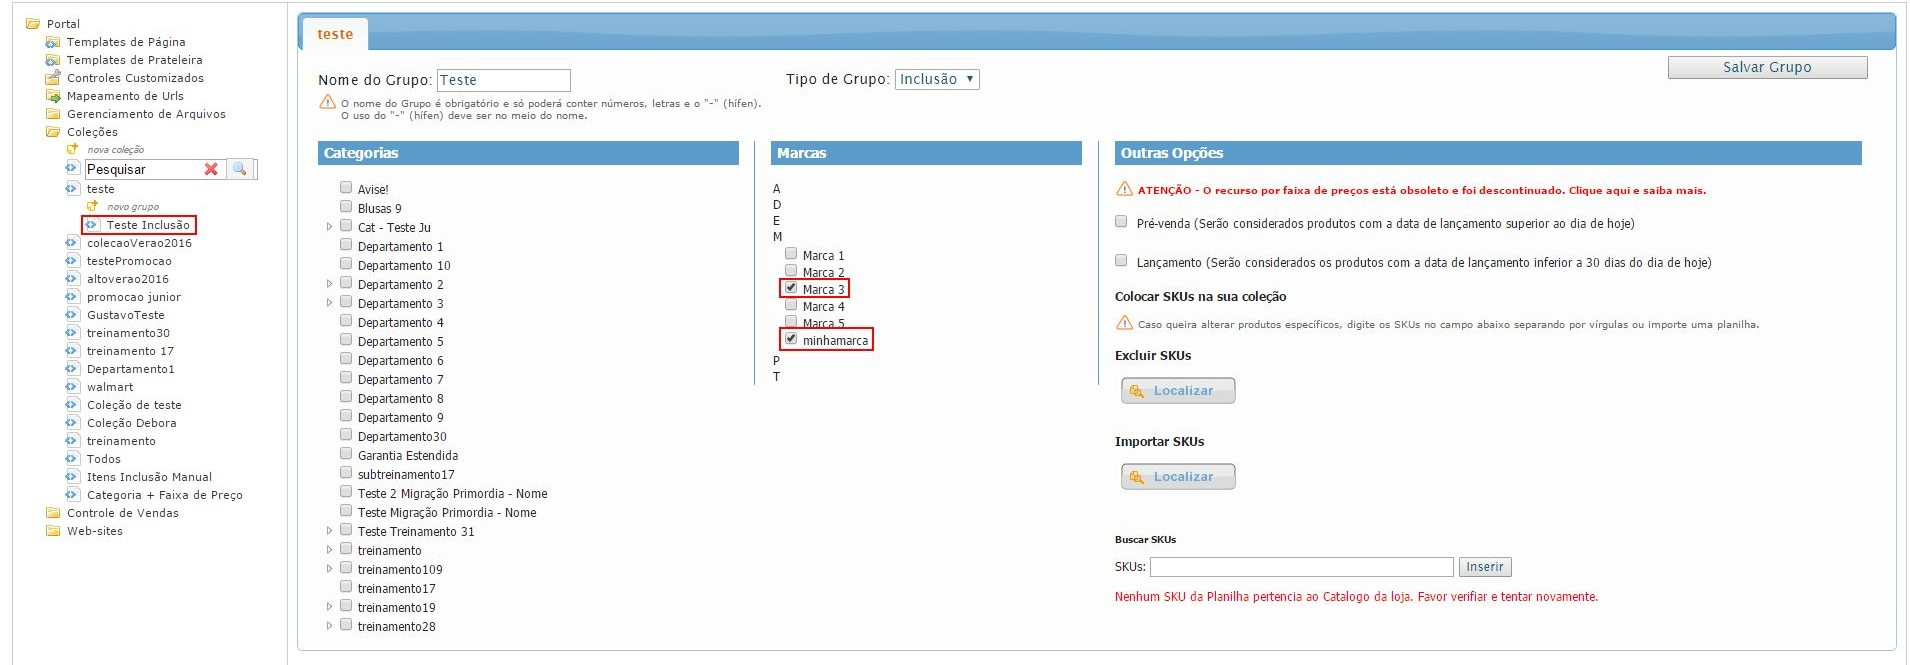 Portal
Templates de Página
Templates de Prateleira
Controles Customizados
Mapeamento de Urls
Gerenciamento de Arquivos
Coleções
nova coleção
Pesquisar
teste
novo grupo
Teste Inclusão
colecaoVerao2016
testePromocao
altoverao2016
promocao junior
GustavoTeste
treinamento30
treinamento 17
Departamento1
walmart
Coleção de teste
Coleção Debora
treinamento
Todos
Itens Inclusão Manual
Categoria + Faixa de Preço
Controle de Vendas
Web-sites
teste
Nome do Grupo: Teste
Tipo de Grupo: Inclusão
Salvar Grupo
O nome do Grupo é obrigatório e só poderá conter números, letras e o "-" (hífen).
O uso do "-" (hífen) deve ser no meio do nome.
Categorias
Avise!
Blusas 9
Cat - Teste Ju
Departamento 1
Departamento 10
Departamento 2
Departamento 3
Departamento 4
Departamento 5
Departamento 6
Departamento 7
Departamento 8
Departamento 9
Departamento30
Garantia Estendida
subtreinamento17
Teste 2 Migração Primordia - Nome
Teste Migração Primordia - Nome
Teste Treinamento 31
treinamento
treinamento109
treinamento17
treinamento19
treinamento28
Marcas
A
D
E
M
Marca 1
Marca 2
Marca 3
Marca 4
Marca 5
minhamarca
P
T
Outras Opções
ATENÇÃO - O recurso por faixa de preços está obsoleto e foi descontinuado. Clique aqui e saiba mais.
Pré-venda (Serão considerados produtos com a data de lançamento superior ao dia de hoje)
Lançamento (Serão considerados os produtos com a data de lançamento inferior a 30 dias do dia de hoje)
Colocar SKUs na sua coleção
Caso queira alterar produtos específicos, digite os SKUs no campo abaixo separando por vírgulas ou importe uma planilha.
Excluir SKUs
Localizar
Importar SKUs
Localizar
Buscar SKUs
SKUs:
Inserir
Nenhum SKU da Planilha pertencia ao Catalogo da loja. Favor verifiar e tentar novamente.